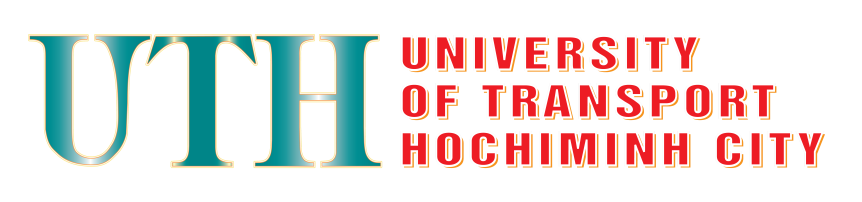 UTH
UNIVERSITY
OF TRANSPORT
HOCHIMINH CITY